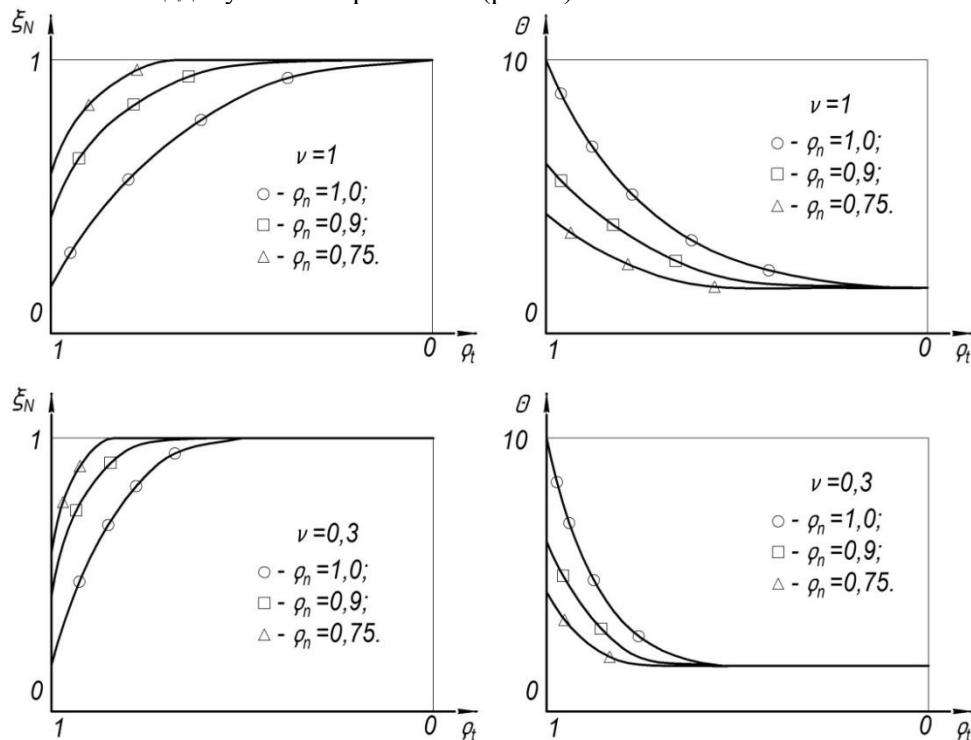 ξN
1
ν=1
○ - ρn=1,0;
□ - ρn=0,9;
△ - ρn=0,75.
0
1
0
ρt
θ
10
ν=1
○ - ρn=1,0;
□ - ρn=0,9;
△ - ρn=0,75.
0
1
0
ρt
ξN
1
ν=0,3
○ - ρn=1,0;
□ - ρn=0,9;
△ - ρn=0,75.
0
1
0
ρt
θ
10
ν=0,3
○ - ρn=1,0;
□ - ρn=0,9;
△ - ρn=0,75.
0
1
0
ρt